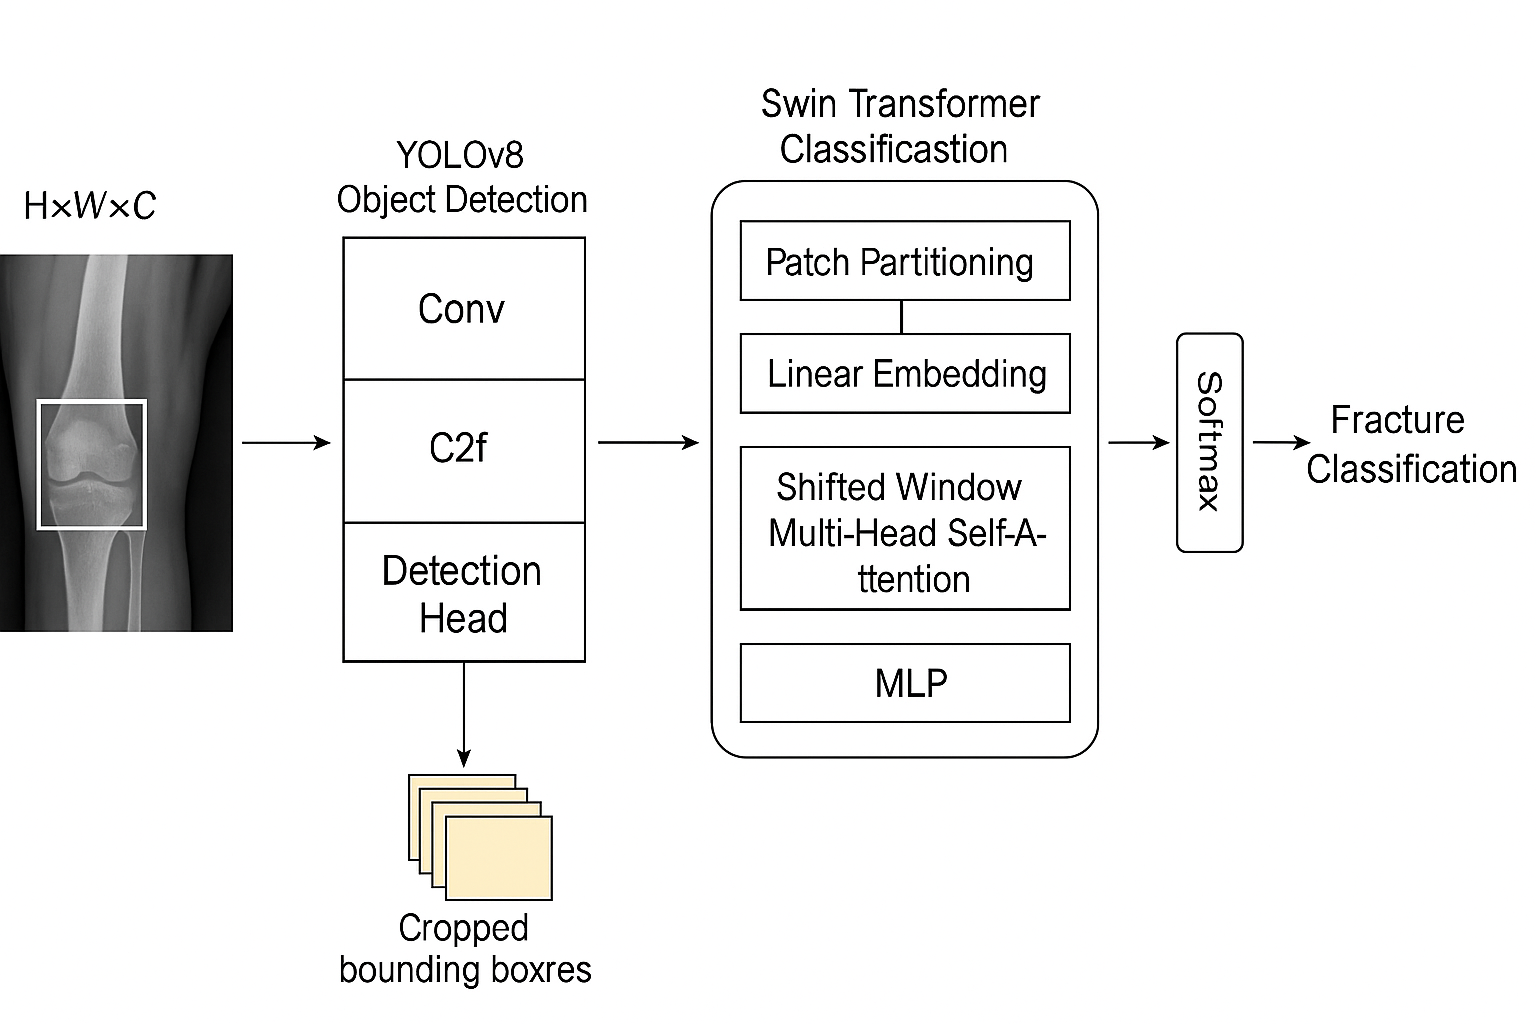 H×W×C
YOLOv8
Object Detection
Conv
C2f
Detection
Head
Cropped
bounding boxres
Swin Transformer
Classificastion
Patch Partitioning
Linear Embedding
Shifted Window
Multi-Head Self-A-
ttention
MLP
Softmax
Fracture
Classification